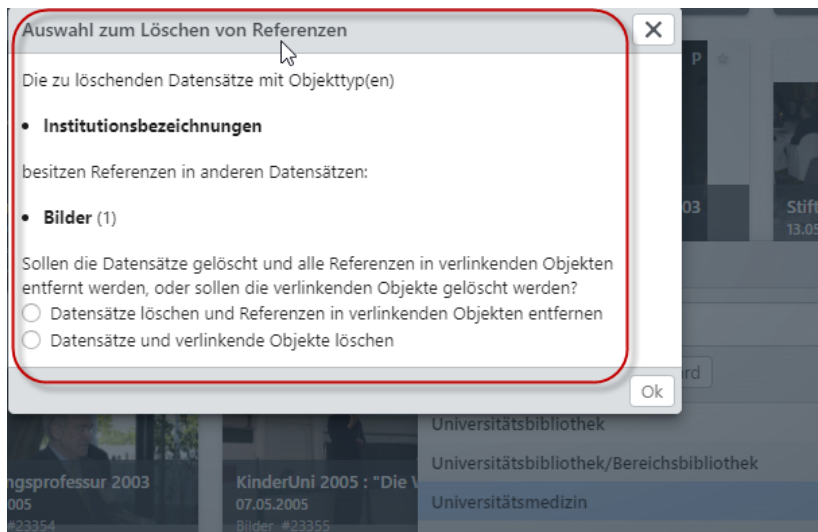 Auswahl zum Löschen von Referenzen
Die zu löschenden Datensätze mit Objekttyp(en)
• Institutionsbezeichnungen
besitzen Referenzen in anderen Datensätzen:
• Bilder (1)
Sollen die Datensätze gelöscht und alle Referenzen in verlinkenden Objekten
entfernt werden, oder sollen die verlinkenden Objekte gelöscht werden?
Datensätze löschen und Referenzen in verlinkenden Objekten entfernen
Datensätze und verlinkende Objekte löschen
Ok
P
03
Stift
13.05
rd
Universitätsbibliothek
Universitätsbibliothek/Bereichsbibliothek
Universitätsmedizin
ngsprofessur 2003
005
#23354
KinderUni 2005 : "Die V
07.05.2005
Bilder #23355